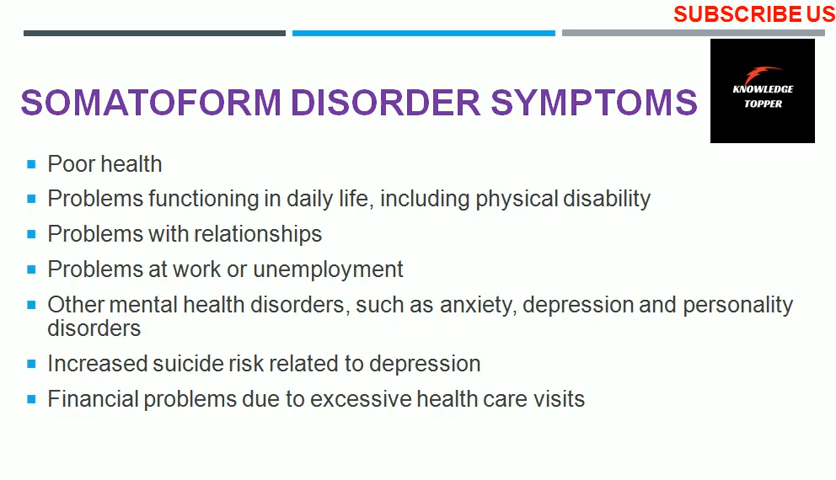 SUBSCRIBE US
SOMATOFORM DISORDER SYMPTOMS
KNOWLEDGE
TOPPER
Poor health
Problems functioning in daily life, including physical disability
Problems with relationships
Problems at work or unemployment
Other mental health disorders, such as anxiety, depression and personality
disorders
Increased suicide risk related to depression
Financial problems due to excessive health care visits